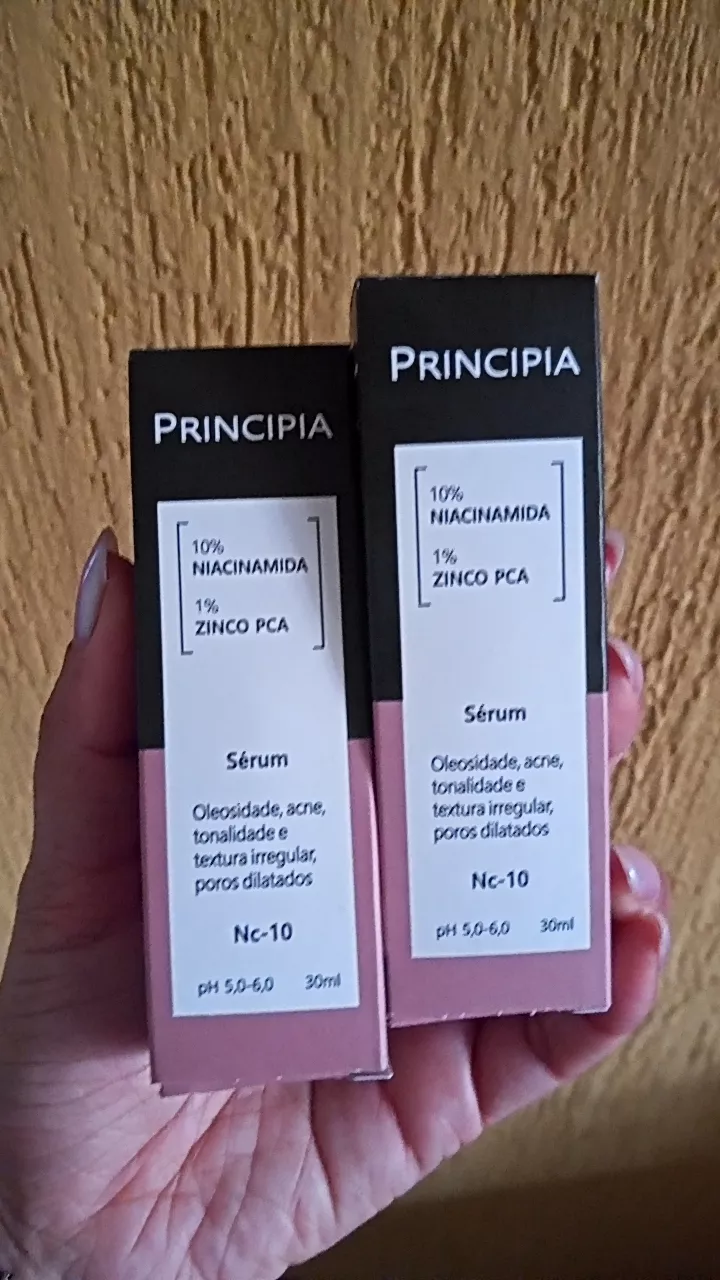 PRINCIPIA
10%
NIACINAMIDA
1%
ZINCO PCA
Sérum
Oleosidade, acne,
tonalidade e
textura irregular,
poros dilatados
Nc-10
pH 5,0-6,0 30ml
PRINCIPIA
10%
NIACINAMIDA
1%
ZINCO PCA
Sérum
Oleosidade, acne,
tonalidade e
textura irregular,
poros dilatados
Nc-10
pH 5,0-6,0 30ml